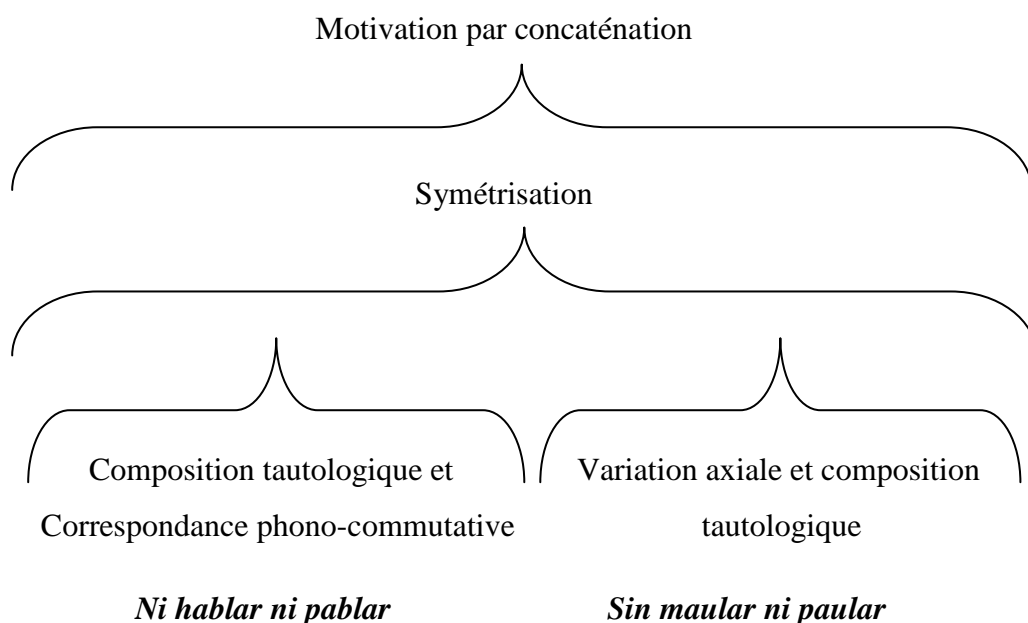 Motivation par concaténation
Symétrisation
Composition tautologique et
Correspondance phono-commutative
Variation axiale et composition
tautologique
Ni hablar ni pablar
Sin maular ni paular